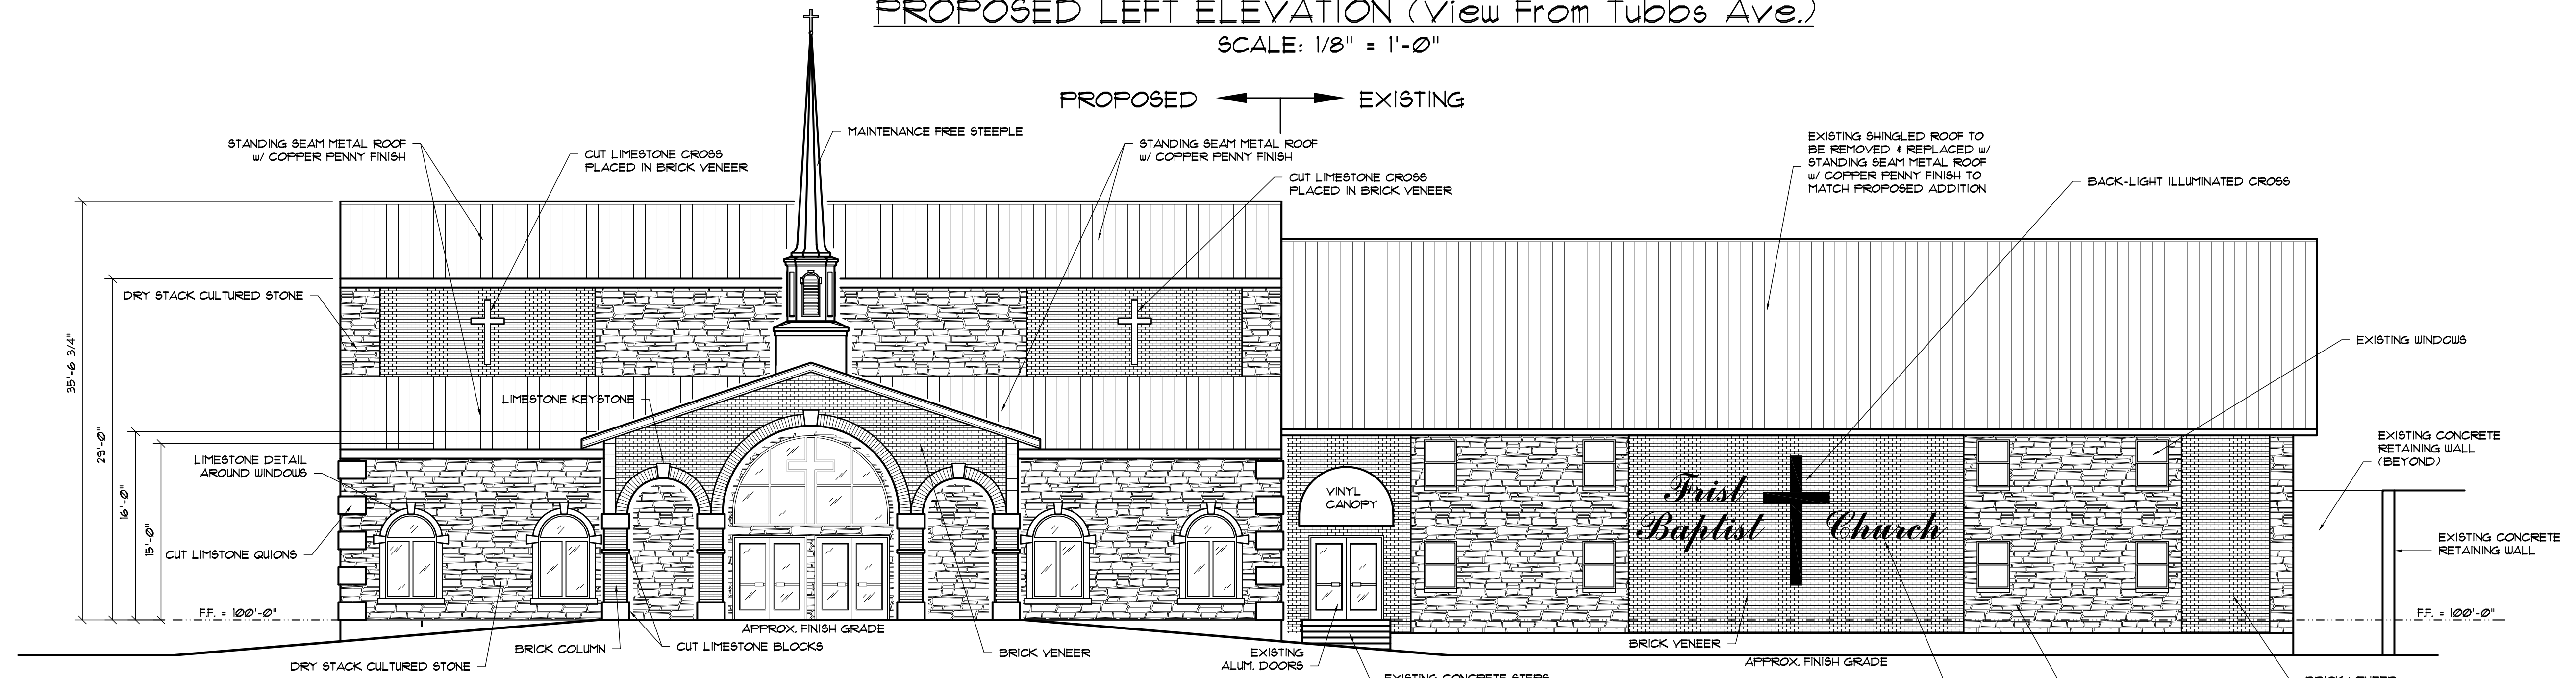 PROPOSED LEFT ELEVATION (View From Tubbs Ave.)
SCALE: 1/8" = 1'-0"
PROPOSED
EXISTING
STANDING SEAM METAL ROOF
w/ COPPER PENNY FINISH
CUT LIMESTONE CROSS
PLACED IN BRICK VENEER
MAINTENANCE FREE STEEPLE
STANDING SEAM METAL ROOF
w/ COPPER PENNY FINISH
CUT LIMESTONE CROSS
PLACED IN BRICK VENEER
EXISTING SHINGLED ROOF TO
BE REMOVED & REPLACED w/
STANDING SEAM METAL ROOF
w/ COPPER PENNY FINISH TO
MATCH PROPOSED ADDITION
BACK-LIGHT ILLUMINATED CROSS
DRY STACK CULTURED STONE
EXISTING WINDOWS
35'-6 3/4"
29'-0"
16'-0"
15'-0"
LIMESTONE KEYSTONE
LIMESTONE DETAIL
AROUND WINDOWS
CUT LIMSTONE QUIONS
VINYL
CANOPY
Frist
Baptist Church
EXISTING CONCRETE
RETAINING WALL
(BEYOND)
EXISTING CONCRETE
RETAINING WALL
F.F. = 100'-0"
F.F. = 100'-0"
APPROX. FINISH GRADE
DRY STACK CULTURED STONE
BRICK COLUMN
CUT LIMESTONE BLOCKS
BRICK VENEER
EXISTING
ALUM. DOORS
BRICK VENEER
APPROX. FINISH GRADE
EXISTING CONCRETE STEPS
BRICK VENEER